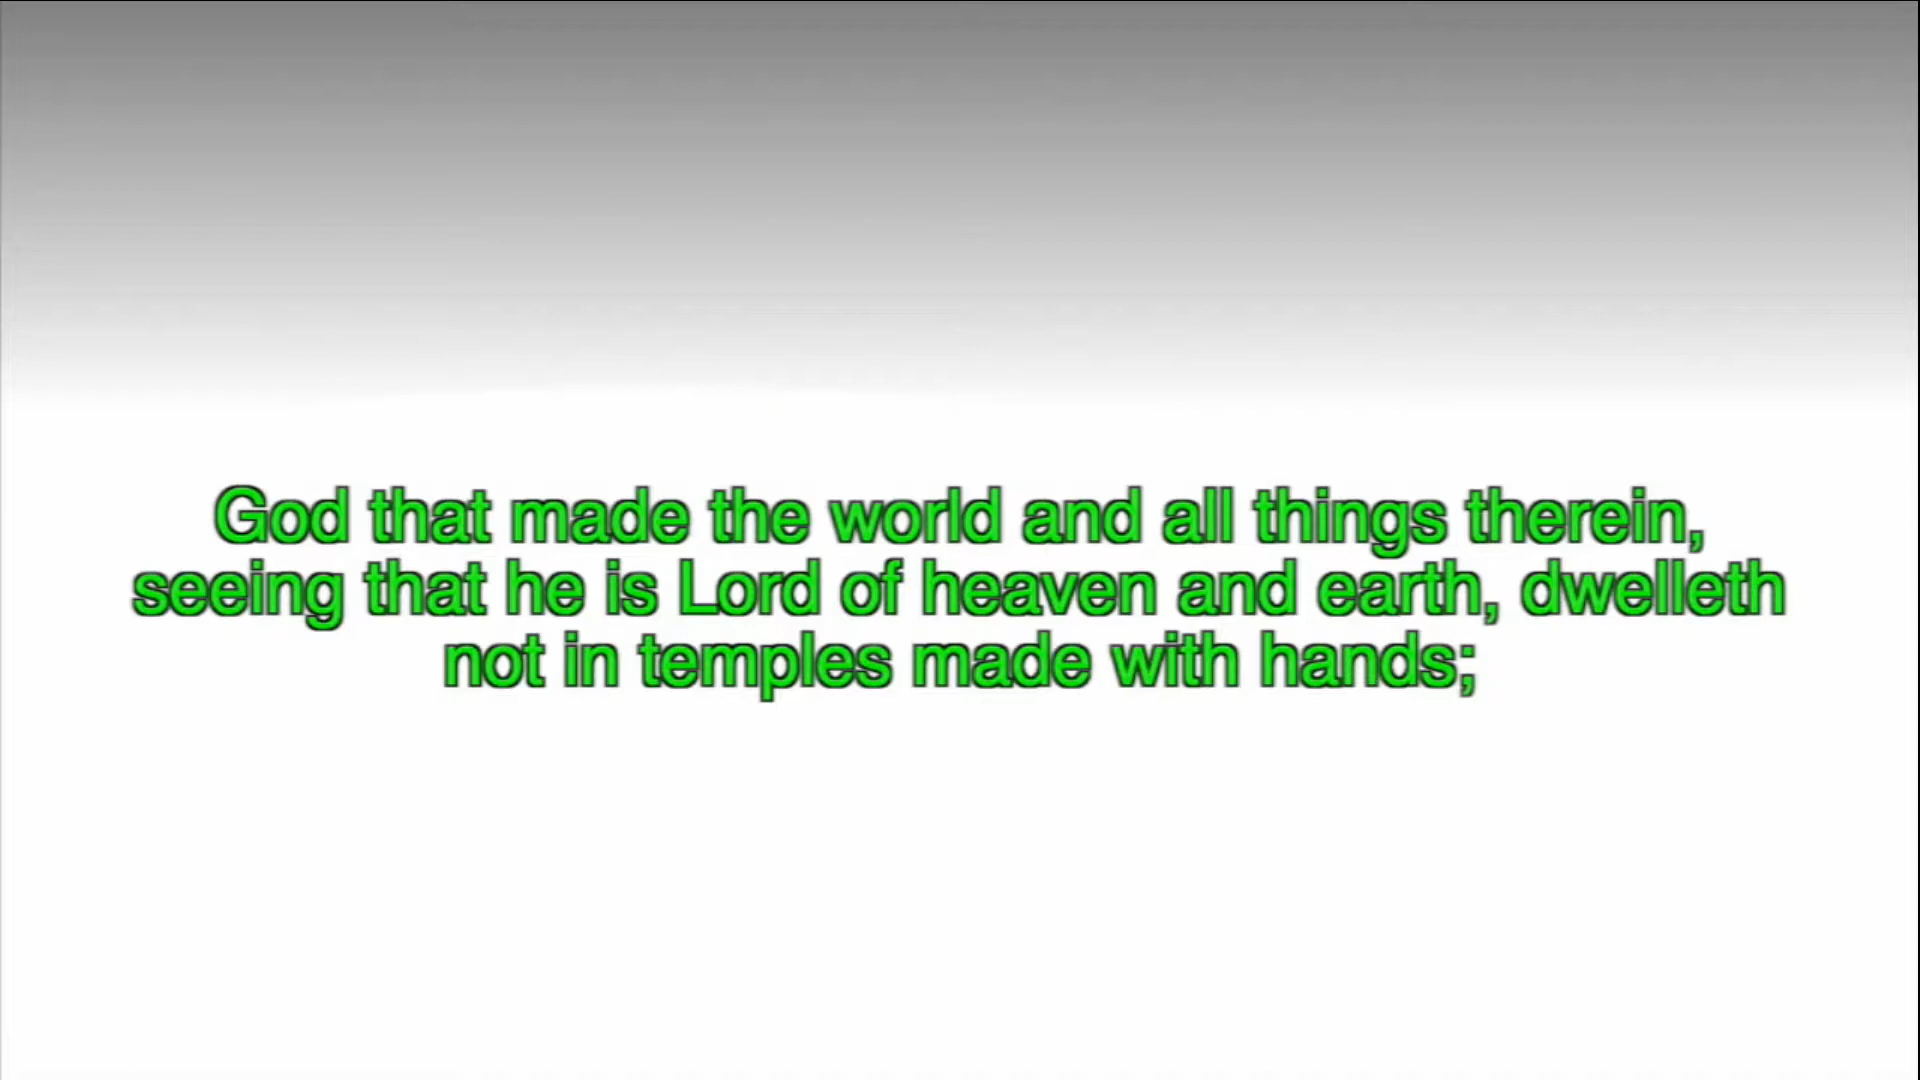 God that made the world and all things therein,
seeing that he is Lord of heaven and earth, dwelleth
not in temples made with hands;